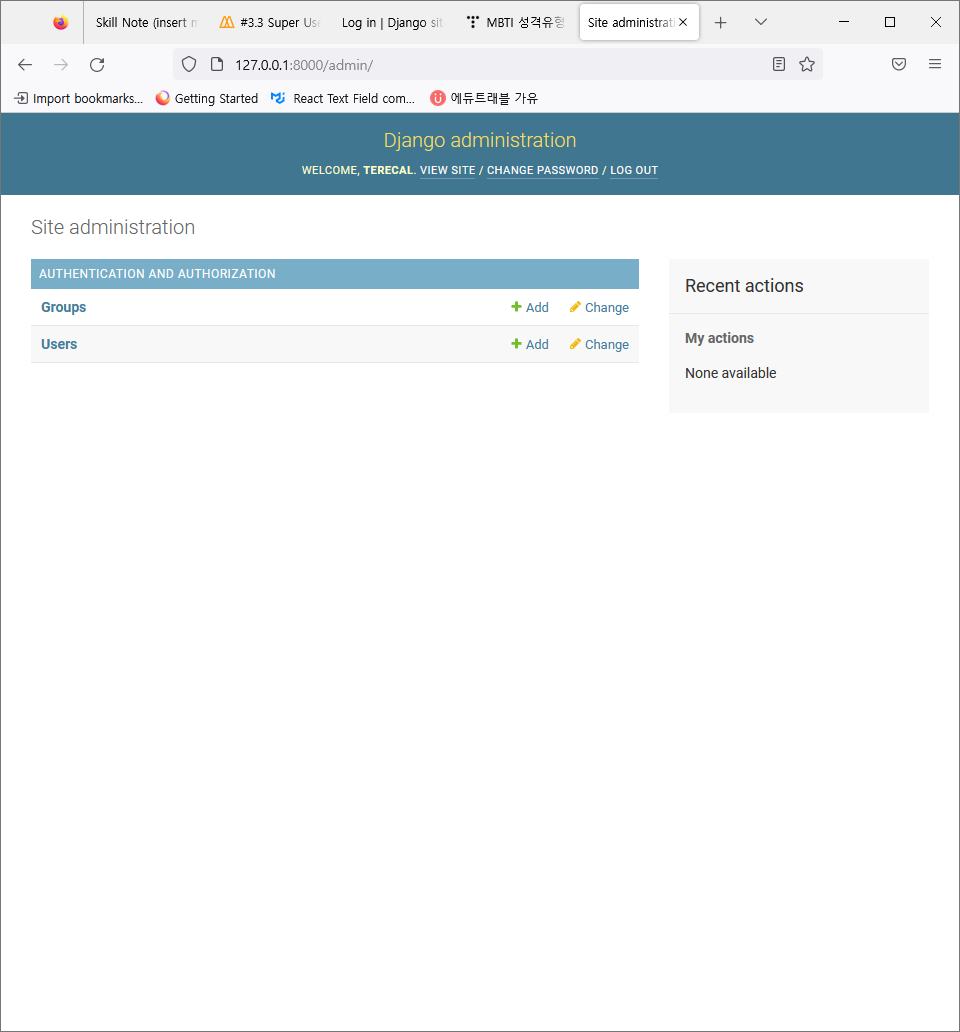 Skill Note (insert
#3.3 Super Use
Log in | Django sit
MBTI 성격유형
Site administrati
127.0.0.1:8000/admin/
Import bookmarks...
Getting Started
React Text Field com...
에듀트래블 가유
Django administration
WELCOME, TERECAL. VIEW SITE / CHANGE PASSWORD / LOG OUT
Site administration
AUTHENTICATION AND AUTHORIZATION
Groups
Add
Change
Users
Add
Change
Recent actions
My actions
None available